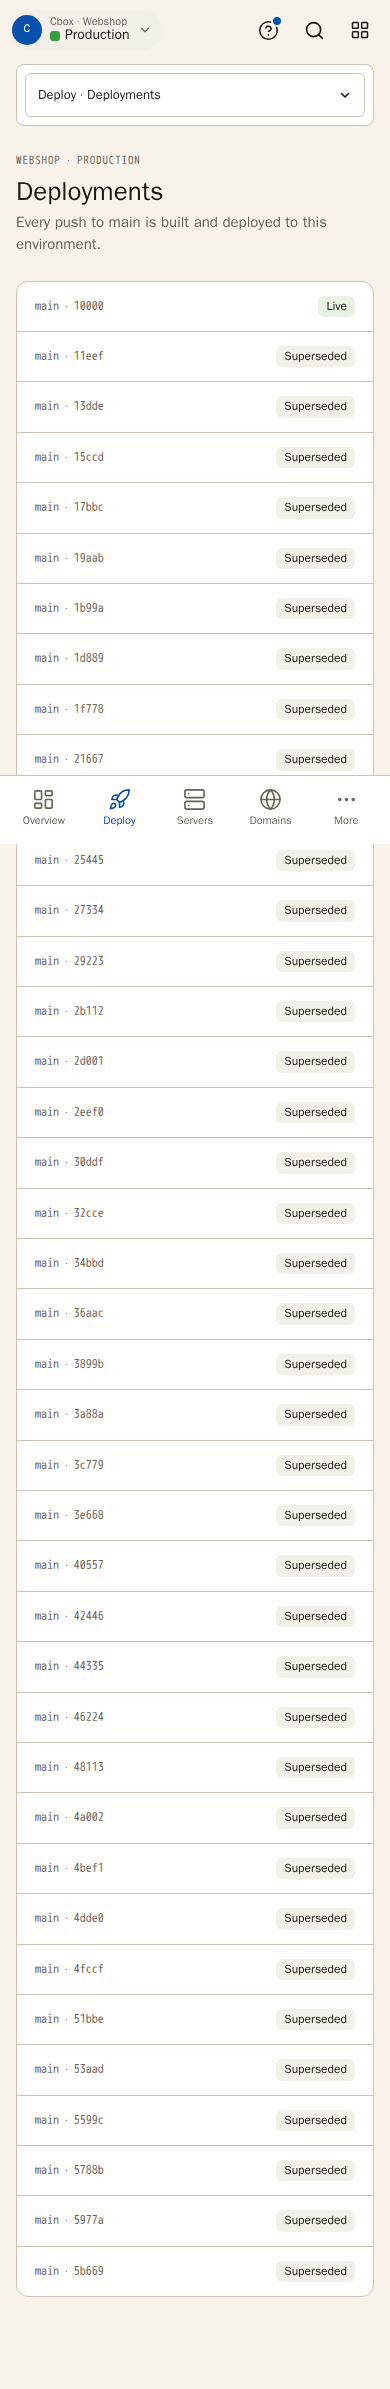 C
Cbox · Webshop
Production
Deploy · Deployments
WEBSHOP · PRODUCTION
Deployments
Every push to main is built and deployed to this
environment.
main · 10000 Live
main · 11eef Superseded
main · 13dde Superseded
main · 15ccd Superseded
main · 17bbc Superseded
main · 19aab Superseded
main · 1b99a Superseded
main · 1d889 Superseded
main · 1f778 Superseded
main · 21667 Superseded
Overview Deploy Servers Domains More
main · 25445 Superseded
main · 27334 Superseded
main · 29223 Superseded
main · 2b112 Superseded
main · 2d001 Superseded
main · 2eef0 Superseded
main · 30ddf Superseded
main · 32cce Superseded
main · 34bbd Superseded
main · 36aac Superseded
main · 3899b Superseded
main · 3a88a Superseded
main · 3c779 Superseded
main · 3e668 Superseded
main · 40557 Superseded
main · 42446 Superseded
main · 44335 Superseded
main · 46224 Superseded
main · 48113 Superseded
main · 4a002 Superseded
main · 4bef1 Superseded
main · 4dde0 Superseded
main · 4fccf Superseded
main · 51bbe Superseded
main · 53aad Superseded
main · 5599c Superseded
main · 5788b Superseded
main · 5977a Superseded
main · 5b669 Superseded